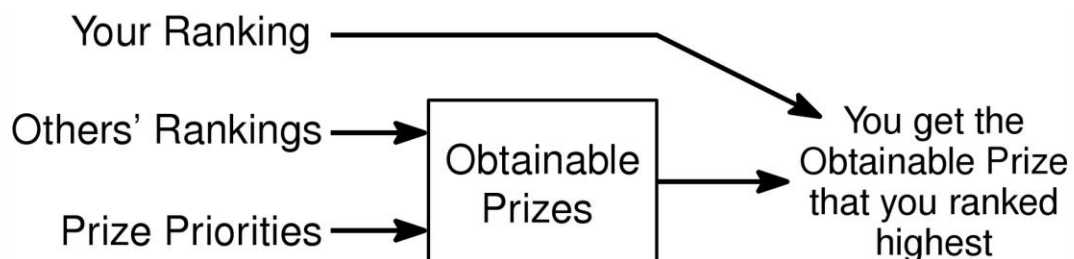 Your Ranking
Others’ Rankings
Prize Priorities
Obtainable
Prizes
You get the
Obtainable Prize
that you ranked
highest